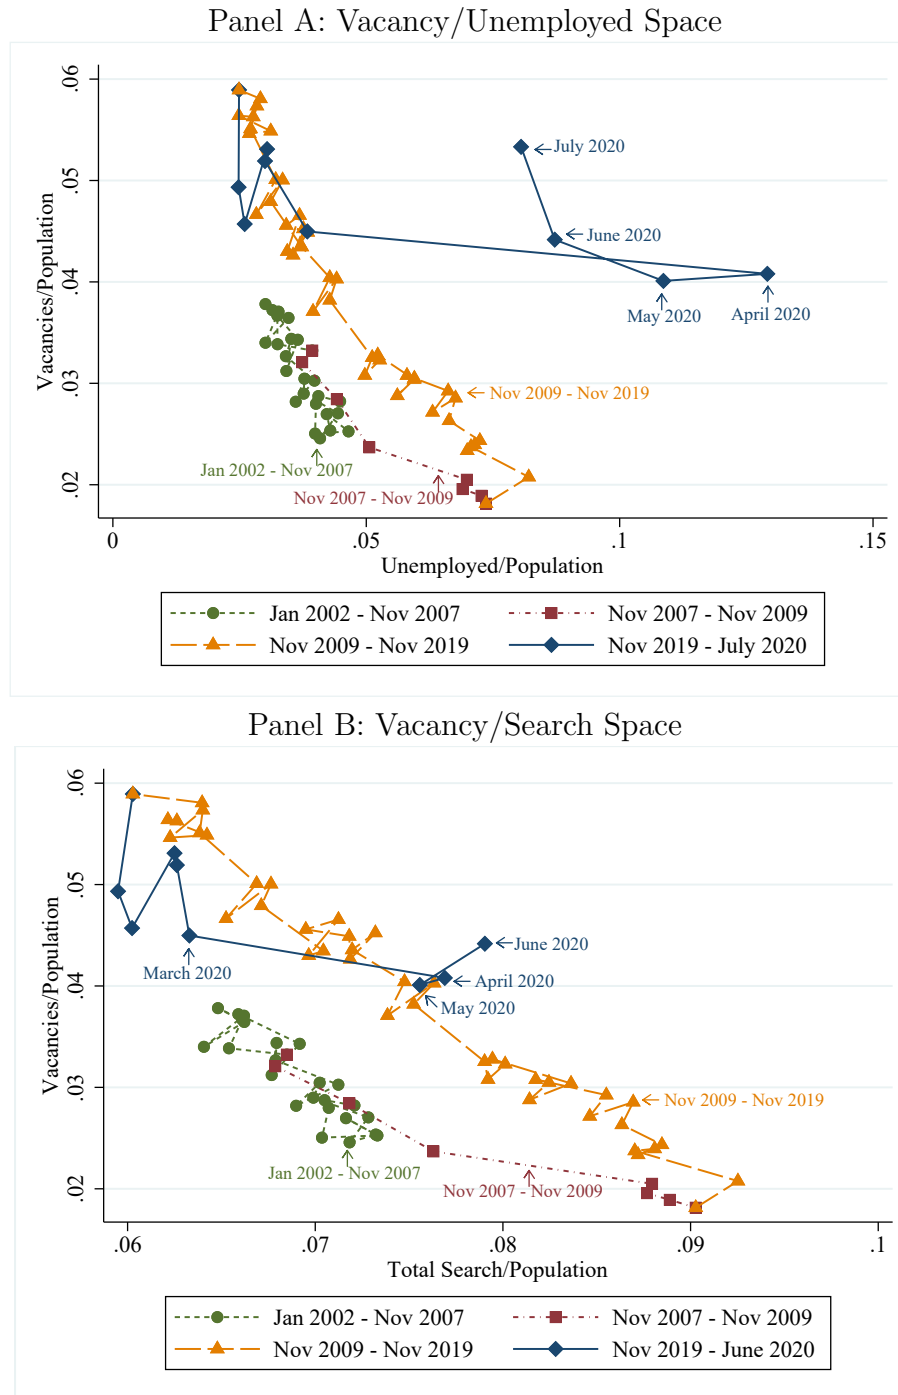 Panel A: Vacancy/Unemployed Space
Vacancies/Population
.06
.05
.04
.03
.02
July 2020
June 2020
May 2020
April 2020
Nov 2009 - Nov 2019
Jan 2002 - Nov 2007
Nov 2007 - Nov 2009
0
.05
.1
.15
Unemployed/Population
Jan 2002 - Nov 2007
Nov 2007 - Nov 2009
Nov 2009 - Nov 2019
Nov 2019 - July 2020
Panel B: Vacancy/Search Space
Vacancies/Population
.06
.05
.04
.03
.02
June 2020
March 2020
April 2020
May 2020
Nov 2009 - Nov 2019
Jan 2002 - Nov 2007
Nov 2007 - Nov 2009
.06
.07
.08
.09
.1
Total Search/Population
Jan 2002 - Nov 2007
Nov 2007 - Nov 2009
Nov 2009 - Nov 2019
Nov 2019 - June 2020